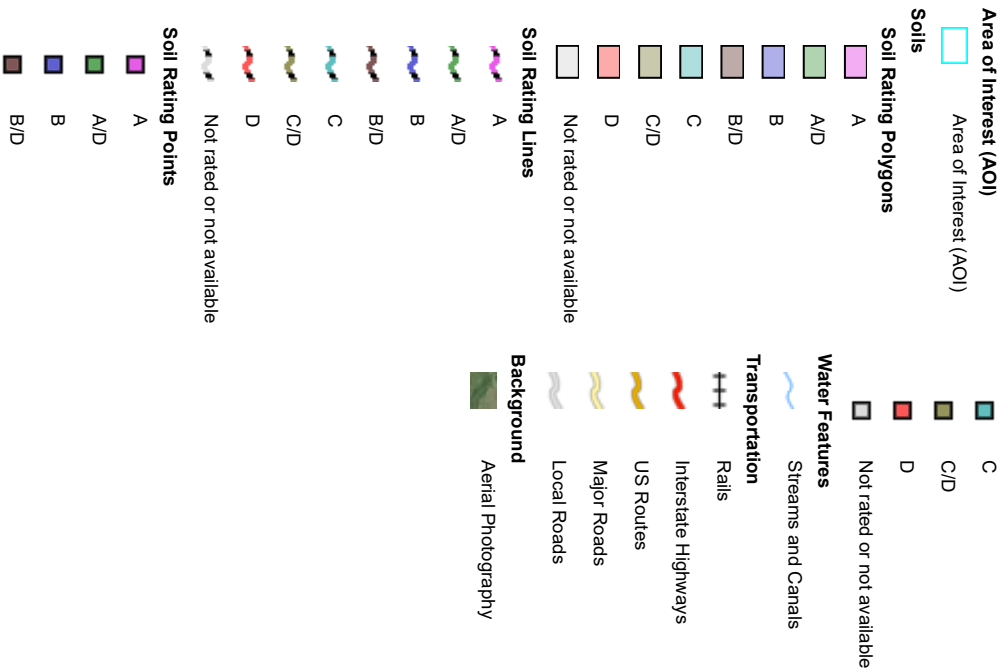 Area of Interest (AOI)
Area of Interest (AOI)
Soils
Soil Rating Polygons
A
A/D
B
B/D
C
C/D
D
Not rated or not available
Soil Rating Lines
A
A/D
B
B/D
C
C/D
D
Not rated or not available
Soil Rating Points
A
A/D
B
B/D
C
C/D
D
Not rated or not available
Water Features
Streams and Canals
Transportation
Rails
Interstate Highways
US Routes
Major Roads
Local Roads
Background
Aerial Photography